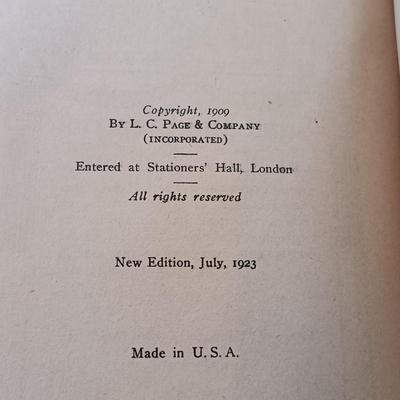 Copyright, 1909
By L. C. Page & Company
(INCORPORATED)
Entered at Stationers' Hall, London
All rights reserved
New Edition, July, 1923
Made in U. S. A.